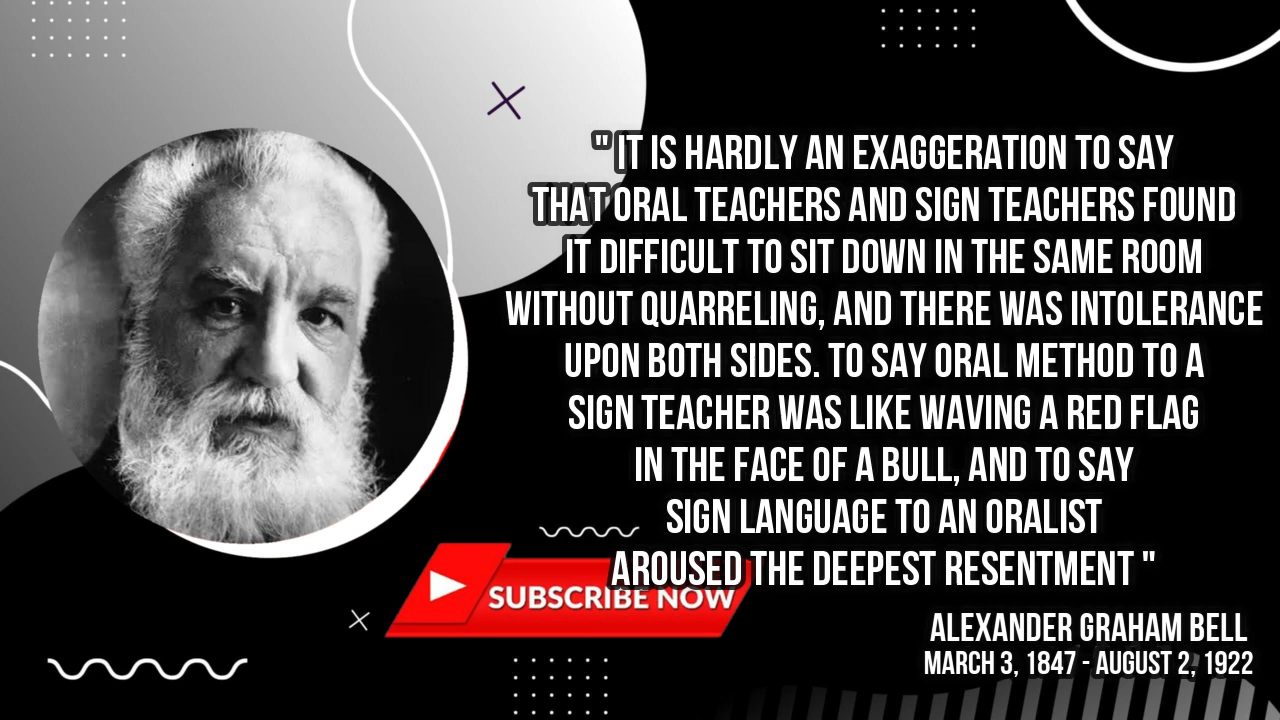 " IT IS HARDLY AN EXAGGERATION TO SAY
THAT ORAL TEACHERS AND SIGN TEACHERS FOUND
IT DIFFICULT TO SIT DOWN IN THE SAME ROOM
WITHOUT QUARRELING, AND THERE WAS INTOLERANCE
UPON BOTH SIDES. TO SAY ORAL METHOD TO A
SIGN TEACHER WAS LIKE WAVING A RED FLAG
IN THE FACE OF A BULL, AND TO SAY
SIGN LANGUAGE TO AN ORALIST
AROUSED THE DEEPEST RESENTMENT "
SUBSCRIBE NOW
ALEXANDER GRAHAM BELL
MARCH 3, 1847 - AUGUST 2, 1922